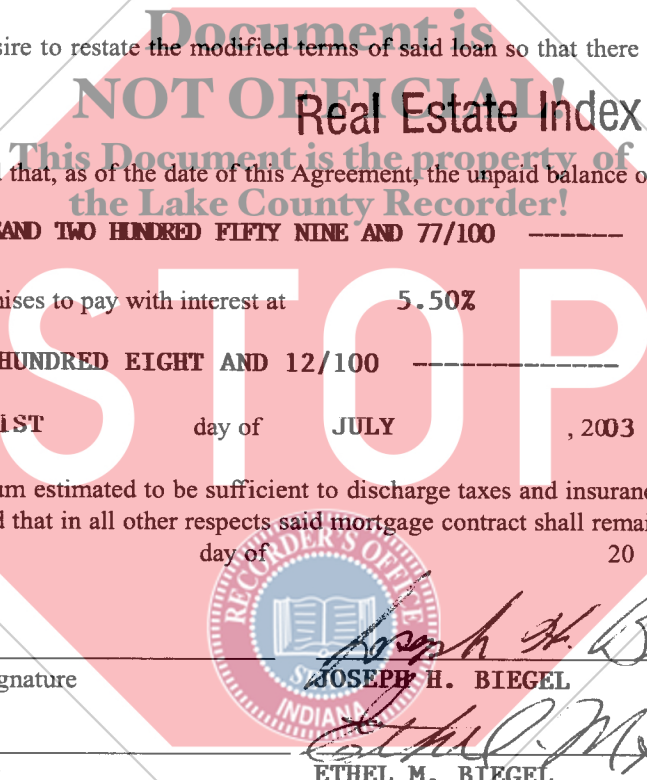 Document is
sire to restate the modified terms of said loan so that there
NOT OFFICIAL!
Real Estate Index
This Document is the property of
that, as of the date of this Agreement, the unpaid balance o
the Lake County Recorder!
AND TWO HUNDRED FIFTY NINE AND 77/100 ------
STOP
ises to pay with interest at 5.50%
HUNDRED EIGHT AND 12/100 -------------
1ST day of JULY , 2003
um estimated to be sufficient to discharge taxes and insuranc
d that in all other respects said mortgage contract shall remai
day of 20
RECORDER'S OFFICE
SEAL
INDIANA
Joseph H. B
gnature JOSEPH H. BIEGEL
Ethel M
ETHEL M. BIEGEL